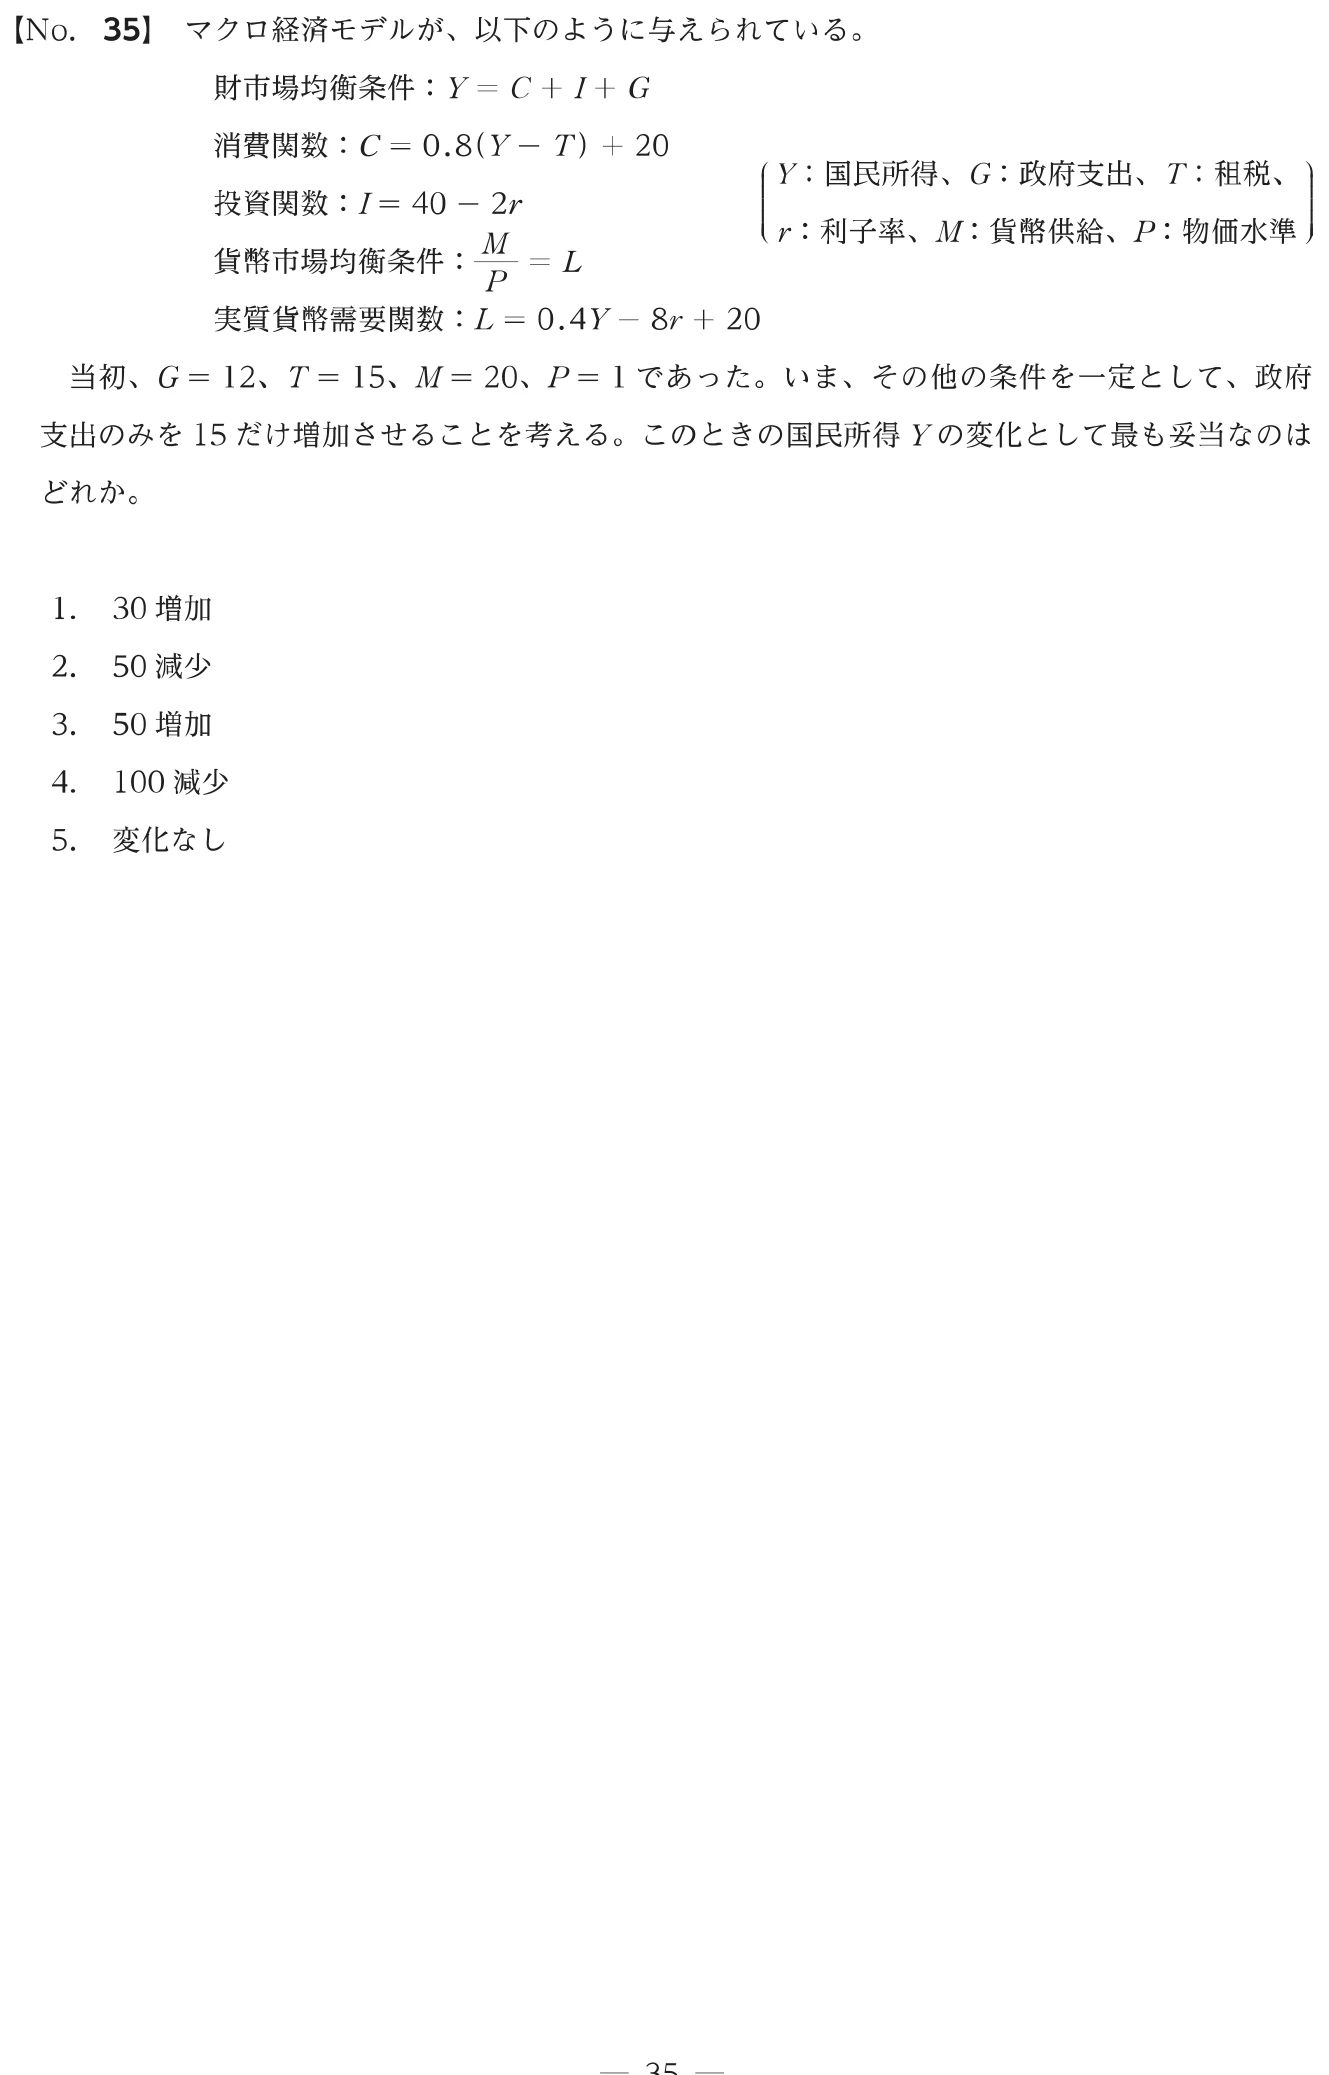 【No. 35】 マクロ経済モデルが、以下のように与えられている。
財市場均衡条件：Y = C + I + G
消費関数：C = 0.8(Y − T) + 20
投資関数：I = 40 − 2r
(Y：国民所得、G：政府支出、T：租税、
r：利子率、M：貨幣供給、P：物価水準)
貨幣市場均衡条件：M/P = L
実質貨幣需要関数：L = 0.4Y − 8r + 20
当初、G = 12、T = 15、M = 20、P = 1 であった。いま、その他の条件を一定として、政府
支出のみを 15 だけ増加させることを考える。このときの国民所得 Y の変化として最も妥当なのは
どれか。
1. 30 増加
2. 50 減少
3. 50 増加
4. 100 減少
5. 変化なし
— 35 —